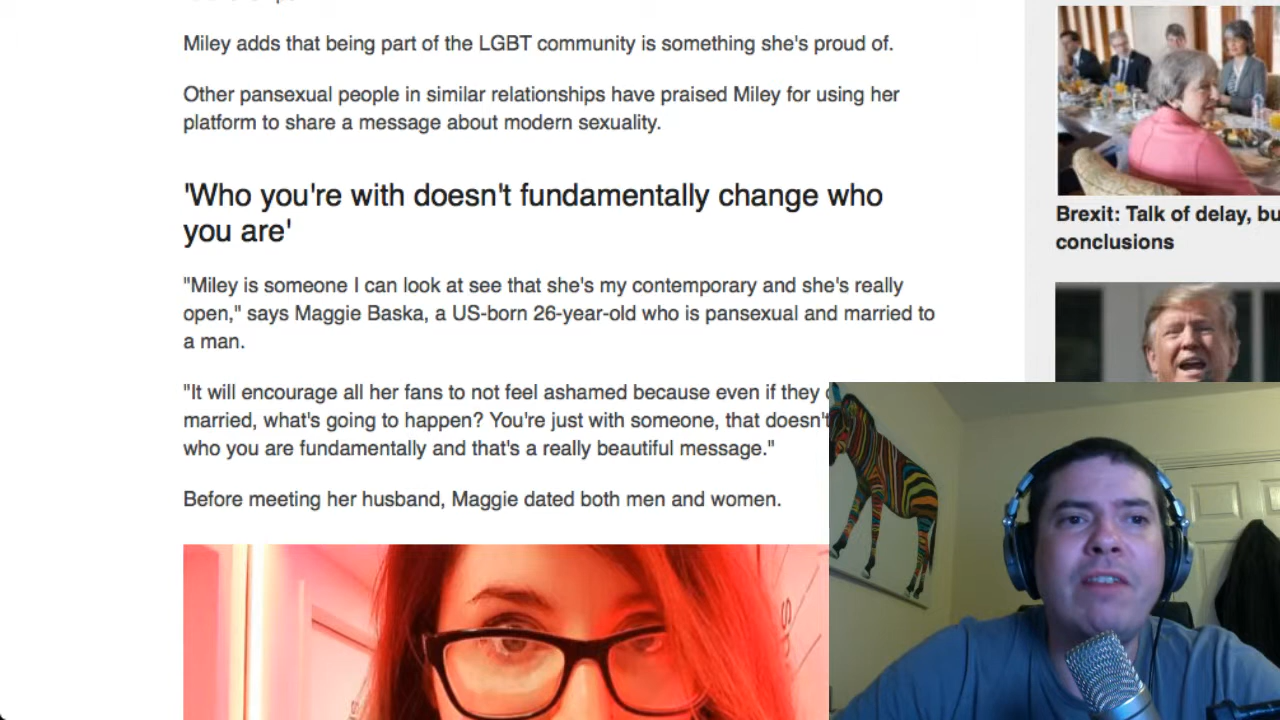 Miley adds that being part of the LGBT community is something she's proud of.
Other pansexual people in similar relationships have praised Miley for using her
platform to share a message about modern sexuality.
'Who you're with doesn't fundamentally change who
you are'
"Miley is someone I can look at see that she's my contemporary and she's really
open," says Maggie Baska, a US-born 26-year-old who is pansexual and married to
a man.
"It will encourage all her fans to not feel ashamed because even if they
married, what's going to happen? You're just with someone, that doesn't
who you are fundamentally and that's a really beautiful message."
Before meeting her husband, Maggie dated both men and women.
Brexit: Talk of delay, bu
conclusions